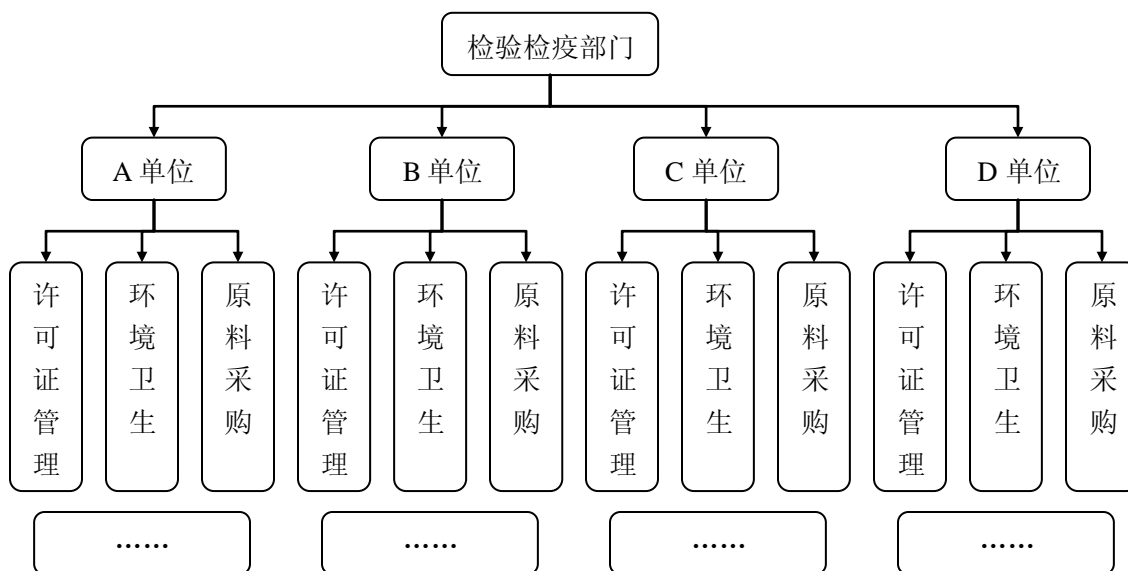 检验检疫部门
A 单位
B 单位
C 单位
D 单位
许可证管理
环境卫生
原料采购
许可证管理
环境卫生
原料采购
许可证管理
环境卫生
原料采购
许可证管理
环境卫生
原料采购
……
……
……
……